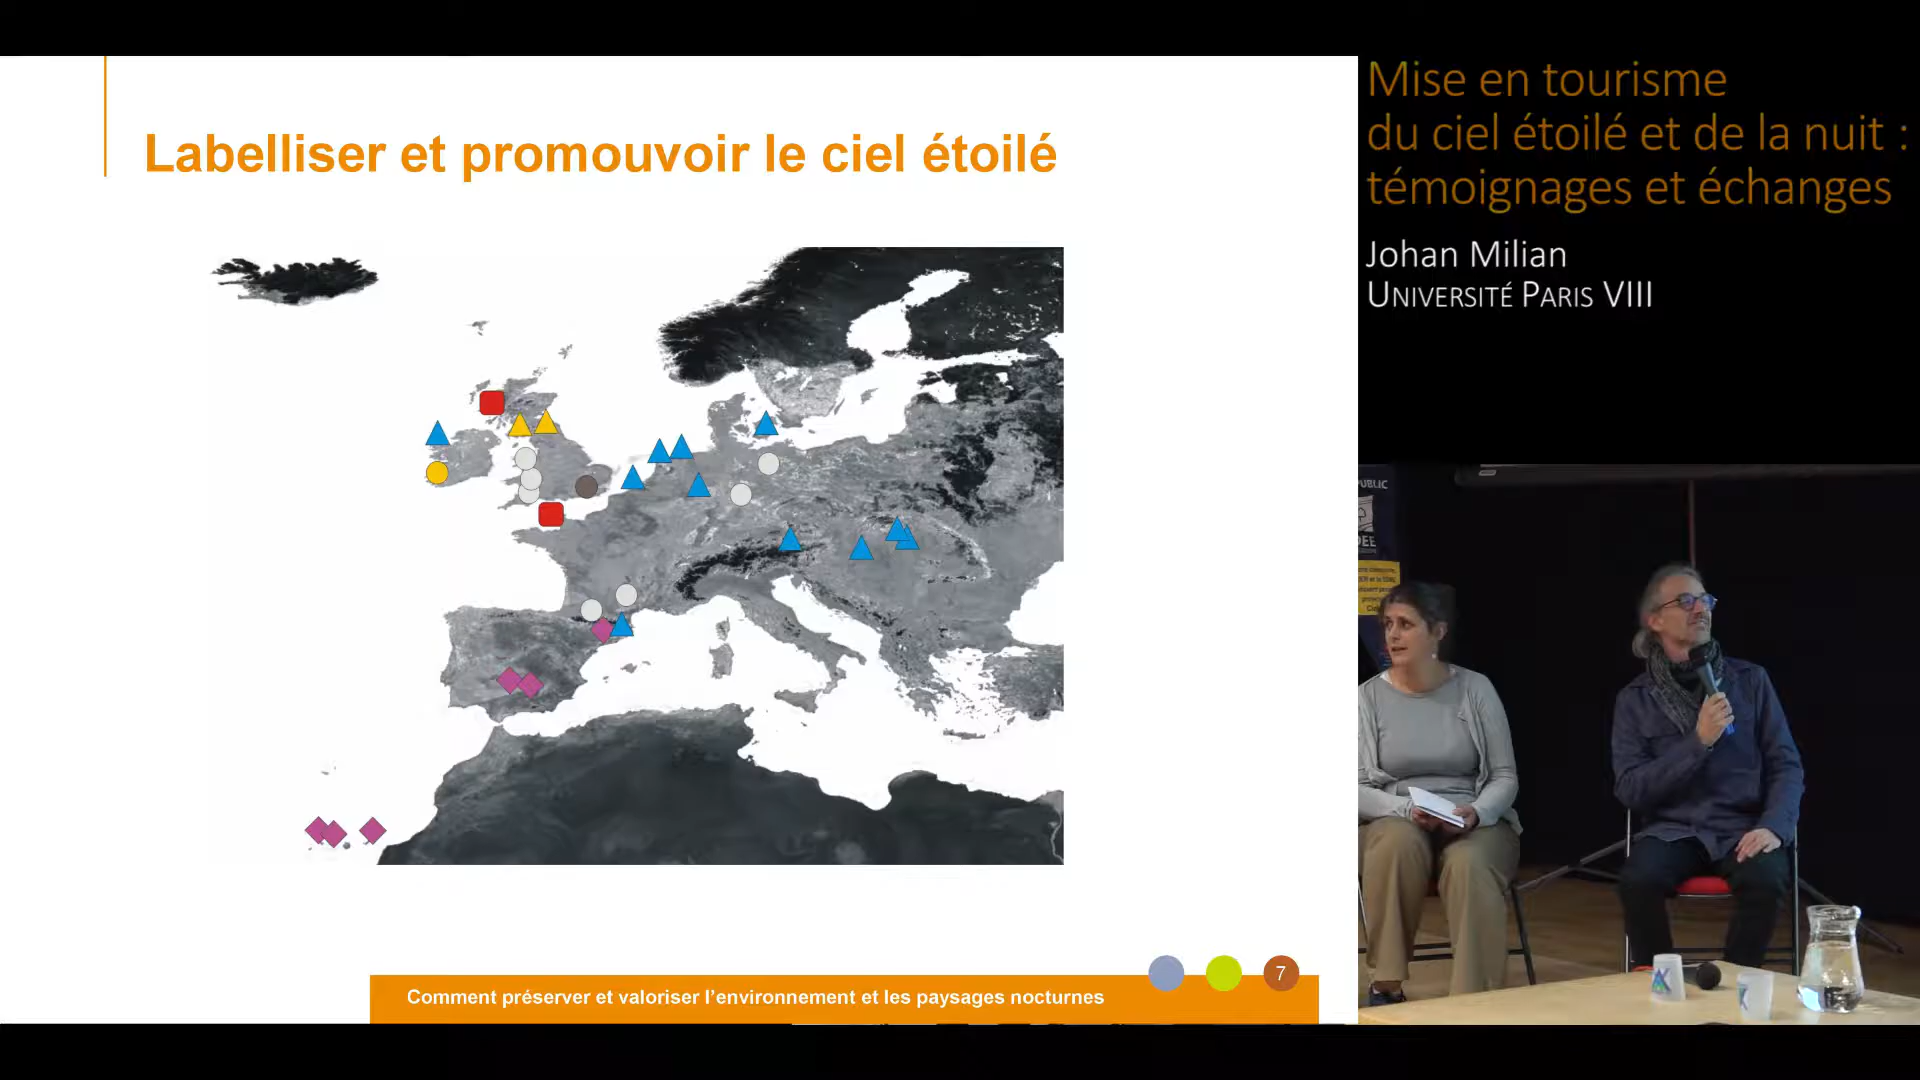 Labelliser et promouvoir le ciel étoilé
Comment préserver et valoriser l'environnement et les paysages nocturnes
7
Mise en tourisme
du ciel étoilé et de la nuit :
témoignages et échanges
Johan Milian
UNIVERSITÉ PARIS VIII